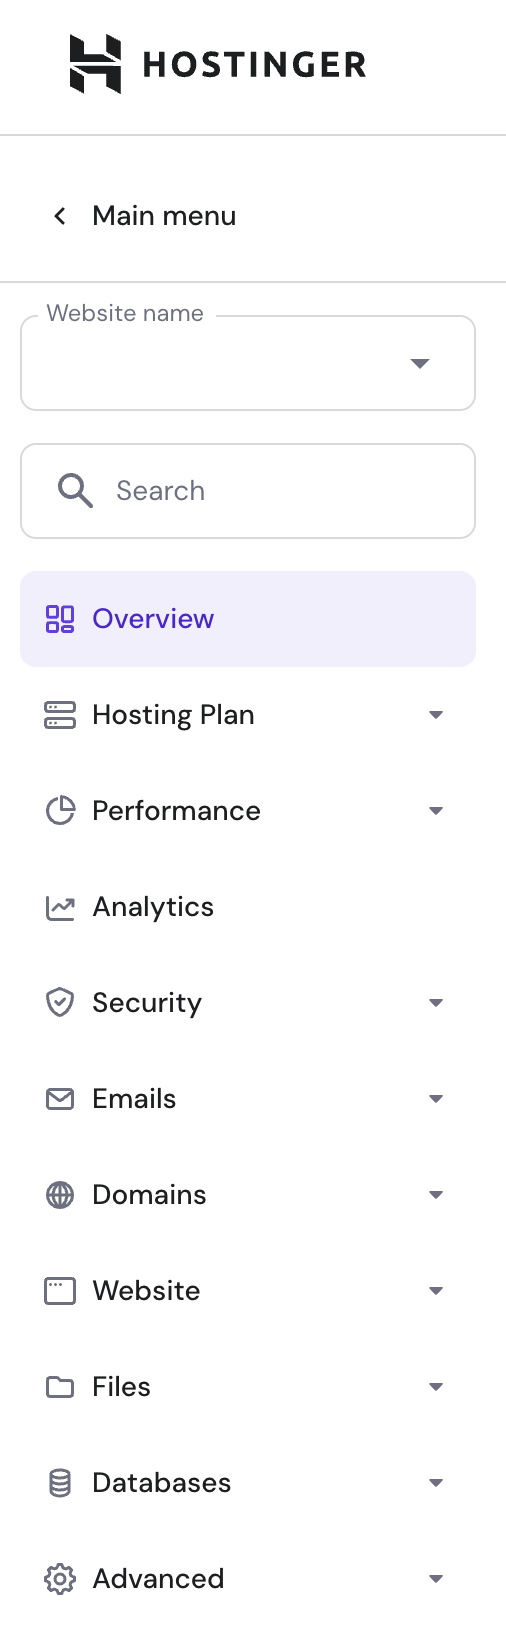 HOSTINGER
Main menu
Website name
Search
Overview
Hosting Plan
Performance
Analytics
Security
Emails
Domains
Website
Files
Databases
Advanced